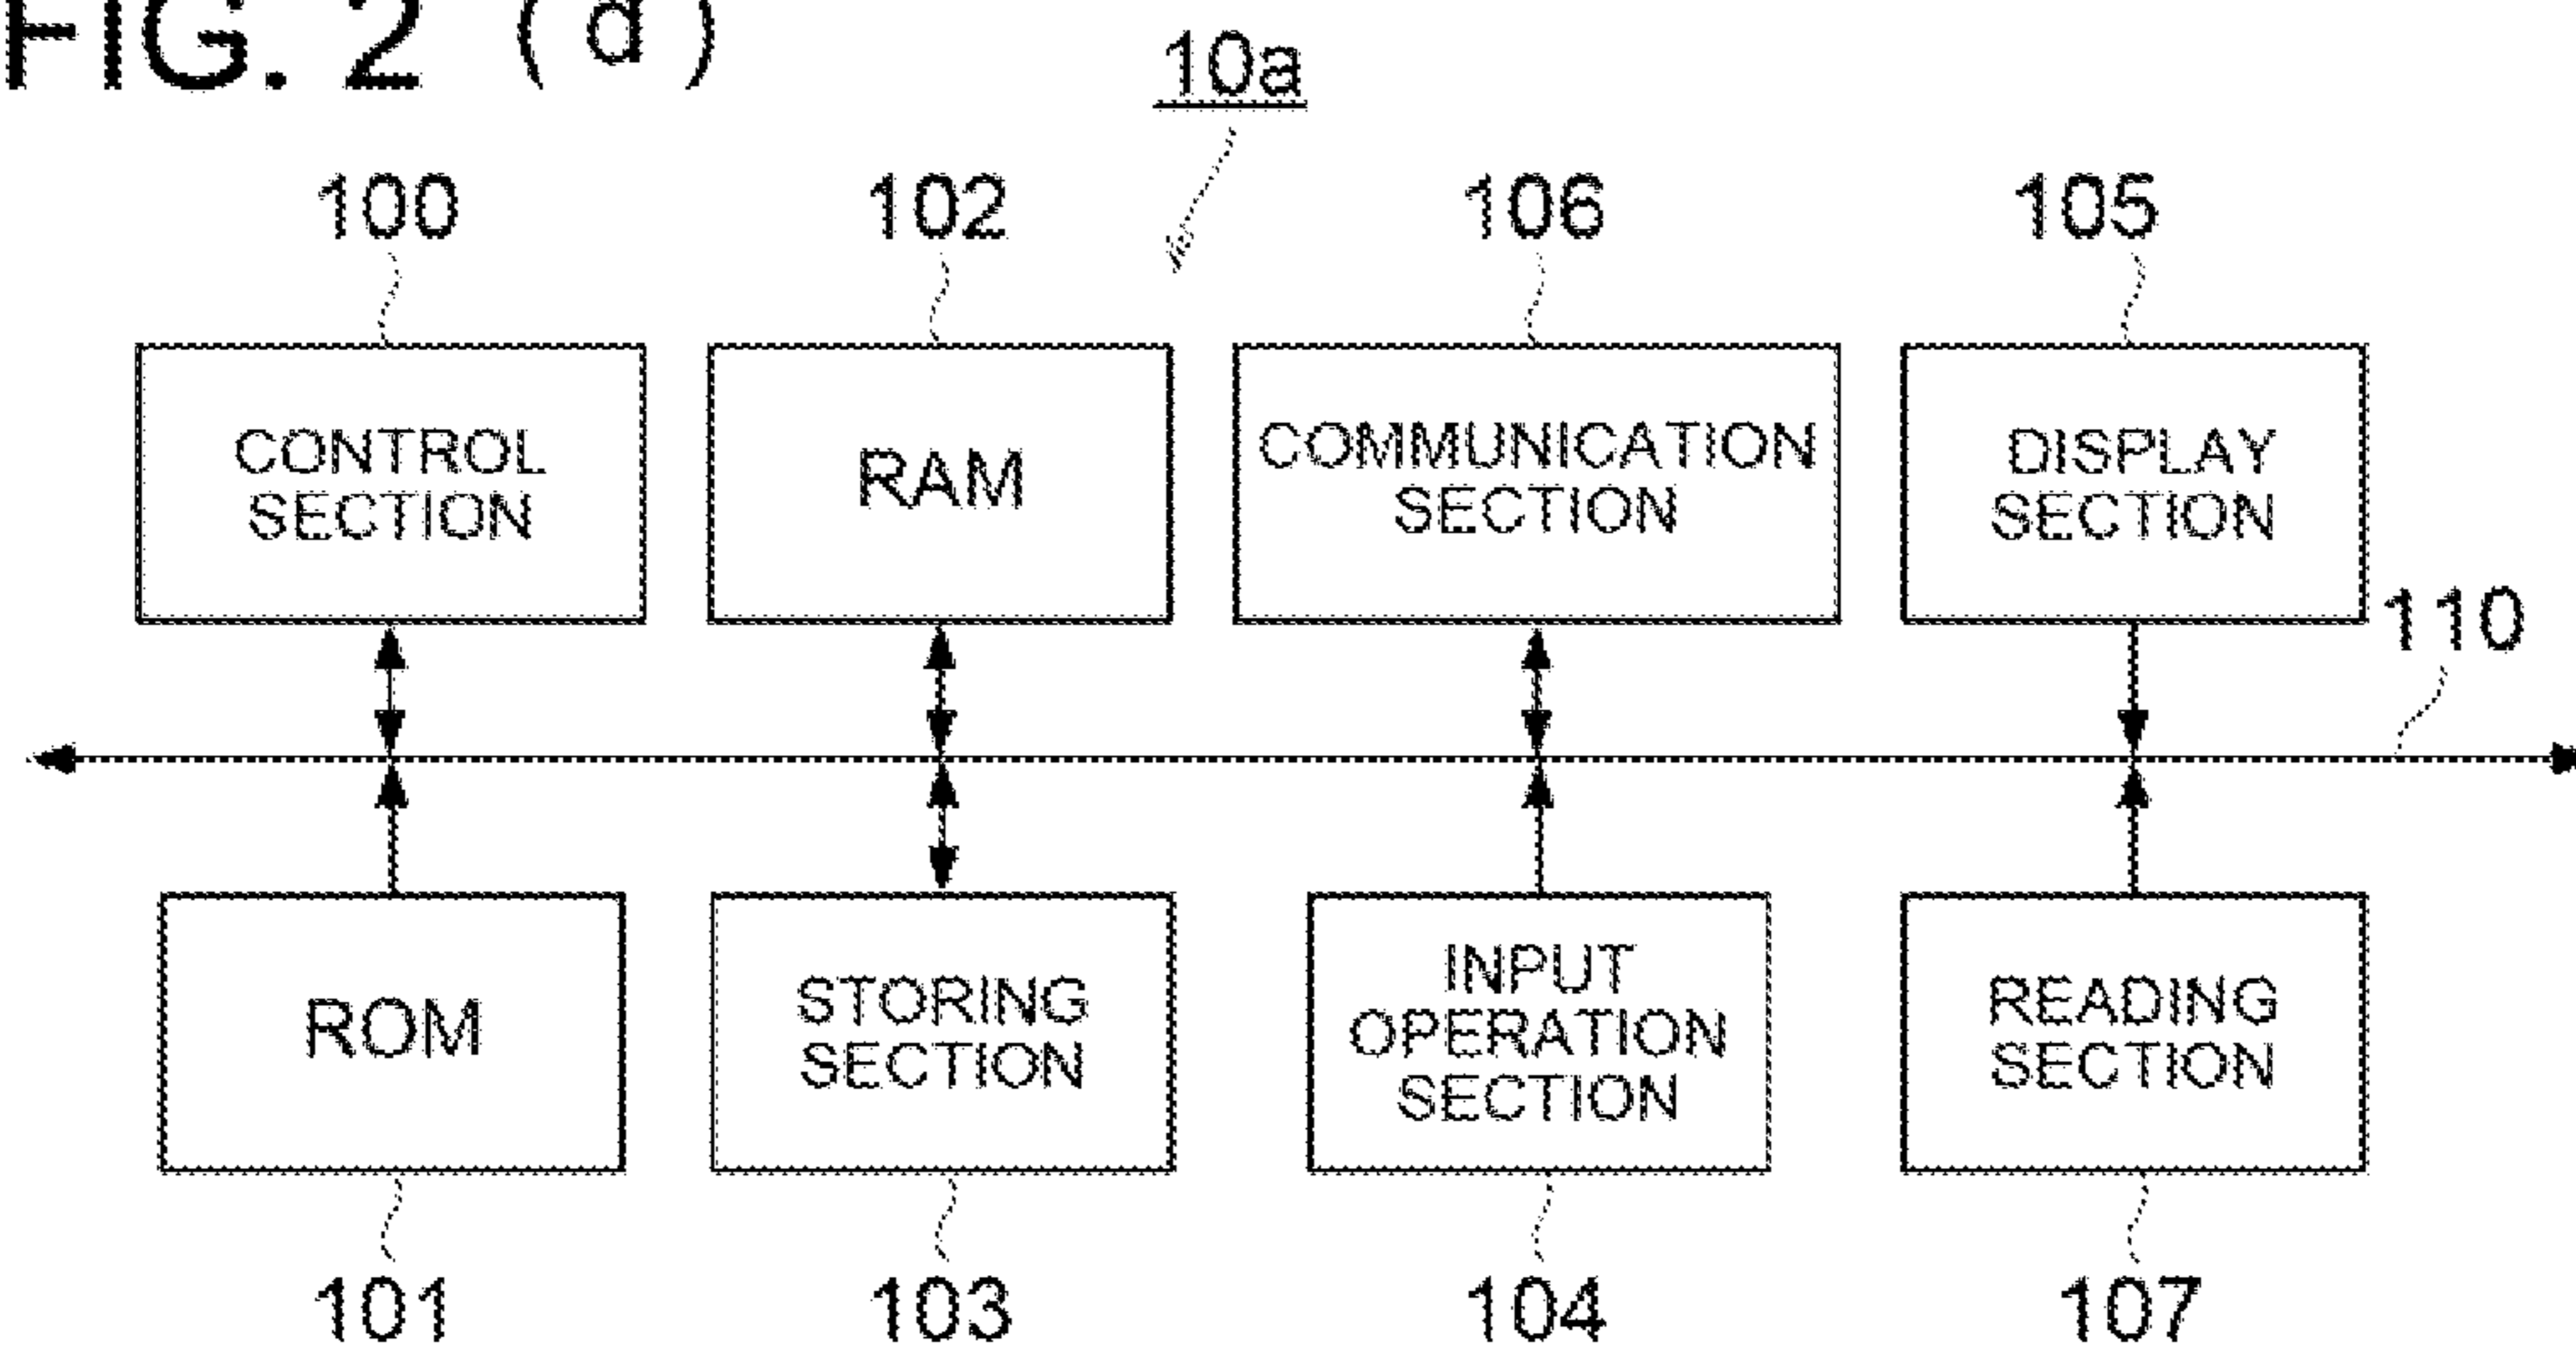 FIG. 2 (d)
10a
100
102
106
105
CONTROL
SECTION
RAM
COMMUNICATION
SECTION
DISPLAY
SECTION
110
ROM
STORING
SECTION
INPUT
OPERATION
SECTION
READING
SECTION
101
103
104
107